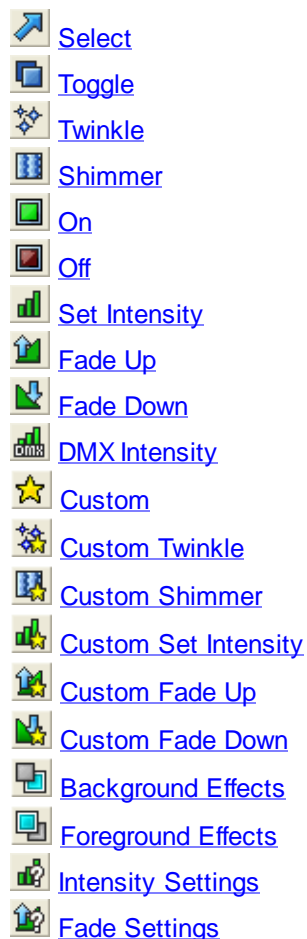 Select
Toggle
Twinkle
Shimmer
On
Off
Set Intensity
Fade Up
Fade Down
DMX DMX Intensity
Custom
Custom Twinkle
Custom Shimmer
Custom Set Intensity
Custom Fade Up
Custom Fade Down
Background Effects
Foreground Effects
? Intensity Settings
? Fade Settings